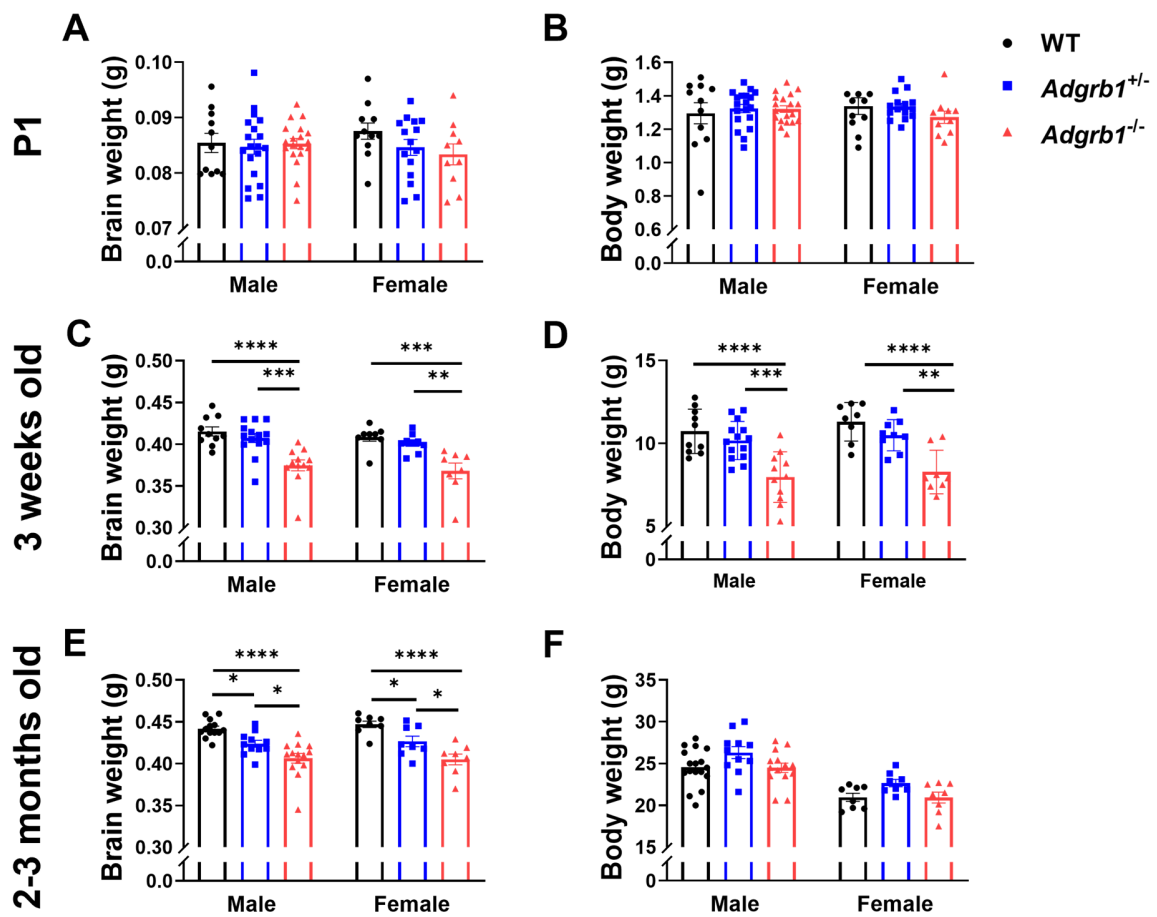 A
B
WT
Adgrb1+/-
Adgrb1-/-
P1
Brain weight (g)
0.10
0.09
0.08
0.07
0.0
Male Female
Body weight (g)
1.6
1.4
1.2
1.0
0.8
0.6
0.0
Male Female
3 weeks old
C
Brain weight (g)
0.50
0.45
0.40
0.35
0.30
0.0
**** ***
*** **
Male Female
D
Body weight (g)
15
10
5
0
**** ****
*** **
Male Female
2-3 months old
E
Brain weight (g)
0.50
0.45
0.40
0.35
0.30
0.0
**** ****
* * * *
Male Female
F
Body weight (g)
35
30
25
20
15
0
Male Female